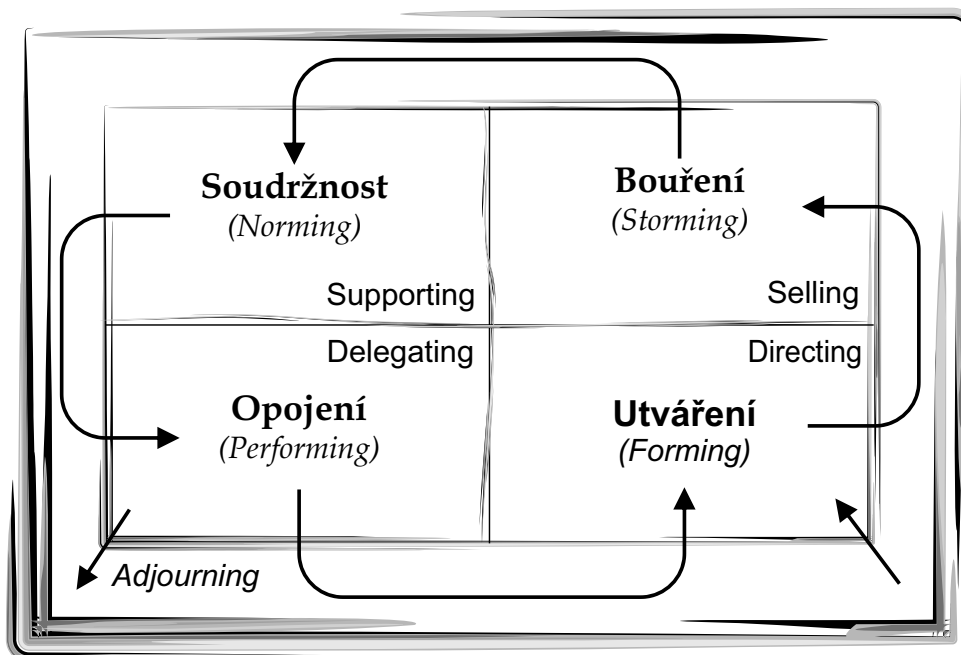 Soudržnost
(Norming)
Supporting
Bouření
(Storming)
Selling
Delegating
Opojení
(Performing)
Directing
Utváření
(Forming)
Adjourning